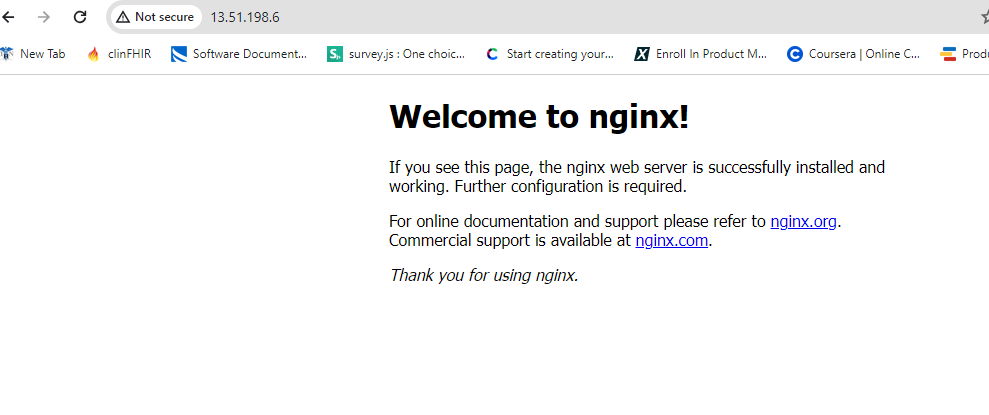 Not secure 13.51.198.6
New Tab clinFHIR Software Document... survey.js : One choic... Start creating your... Enroll In Product M... Coursera | Online C... Produ
Welcome to nginx!
If you see this page, the nginx web server is successfully installed and
working. Further configuration is required.
For online documentation and support please refer to nginx.org.
Commercial support is available at nginx.com.
Thank you for using nginx.